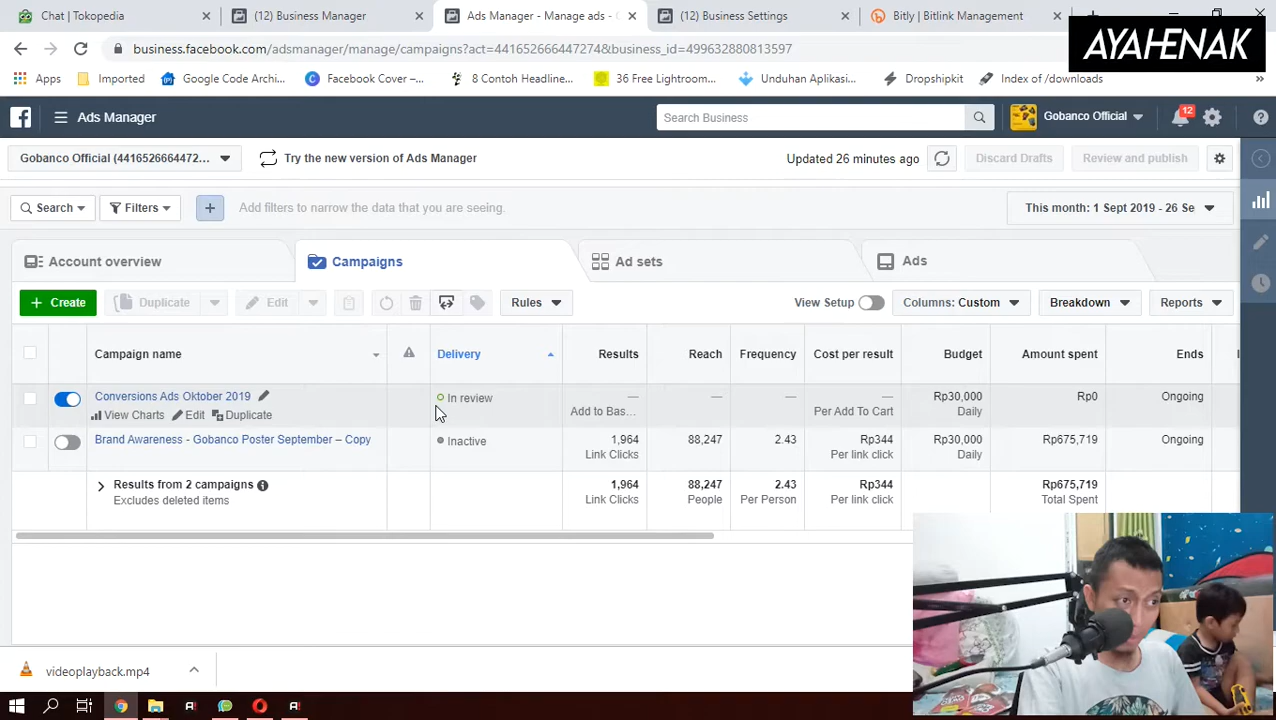 Chat | Tokopedia
(12) Business Manager
Ads Manager - Manage ads -
(12) Business Settings
Bitly | Bitlink Management
business.facebook.com/adsmanager/manage/campaigns?act=441652666447274&business_id=499632880813597
AYAHENAK
Apps
Imported
Google Code Archi...
Facebook Cover –...
8 Contoh Headline...
36 Free Lightroom...
Unduhan Aplikasi...
Dropshipkit
Index of /downloads
»
Ads Manager
Search Business
Gobanco Official
12
Gobanco Official (4416526664472...
Try the new version of Ads Manager
Updated 26 minutes ago
Discard Drafts
Review and publish
Search
Filters
Add filters to narrow the data that you are seeing.
This month: 1 Sept 2019 - 26 Se
Account overview
Campaigns
Ad sets
Ads
+ Create
Duplicate
Edit
Rules
View Setup
Columns: Custom
Breakdown
Reports
Campaign name
Delivery
Results
Reach
Frequency
Cost per result
Budget
Amount spent
Ends
Conversions Ads Oktober 2019
View Charts
Edit
Duplicate
In review
—
Add to Bas...
—
—
—
Per Add To Cart
Rp30,000
Daily
Rp0
Ongoing
Brand Awareness - Gobanco Poster September – Copy
Inactive
1,964
Link Clicks
88,247
2.43
Rp344
Per link click
Rp30,000
Daily
Rp675,719
Ongoing
Results from 2 campaigns
Excludes deleted items
1,964
Link Clicks
88,247
People
2.43
Per Person
Rp344
Per link click
Rp675,719
Total Spent
videoplayback.mp4